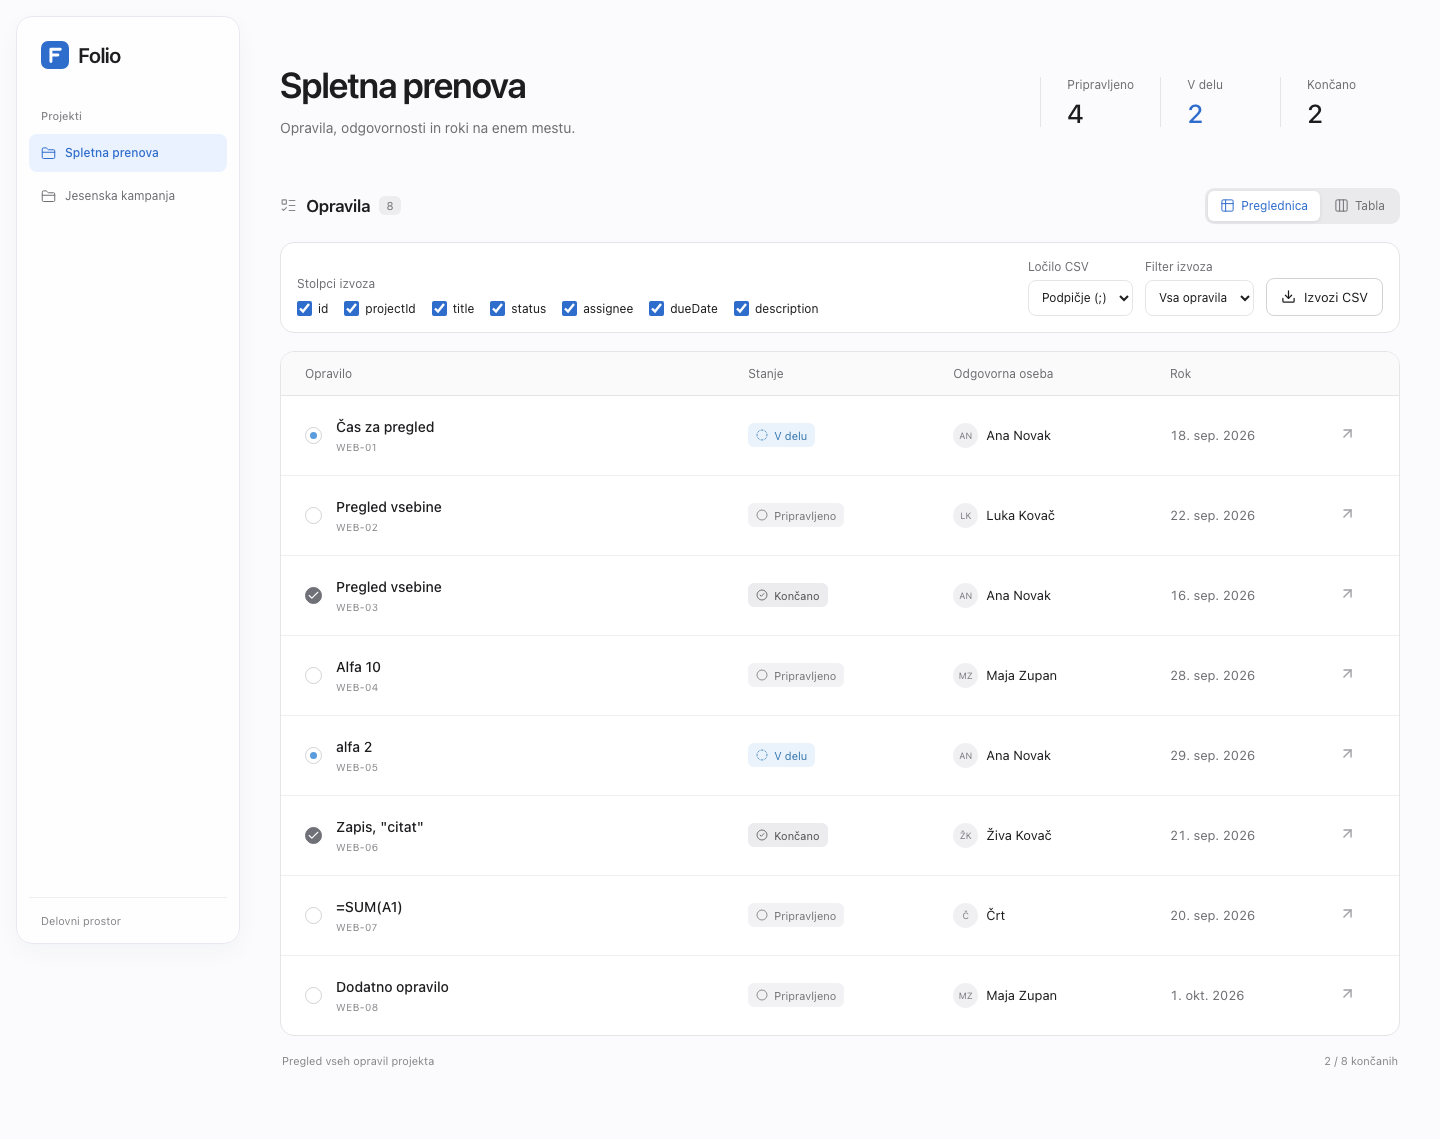 Folio
Projekti
Spletna prenova
Jesenska kampanja
Delovni prostor
Spletna prenova
Opravila, odgovornosti in roki na enem mestu.
Pripravljeno
4
V delu
2
Končano
2
Opravila 8
Preglednica Tabla
Stolpci izvoza
id projectId title status assignee dueDate description
Ločilo CSV
Podpičje (;)
Filter izvoza
Vsa opravila
Izvozi CSV
Opravilo Stanje Odgovorna oseba Rok
Čas za pregled
WEB-01
V delu
AN Ana Novak
18. sep. 2026
Pregled vsebine
WEB-02
Pripravljeno
LK Luka Kovač
22. sep. 2026
Pregled vsebine
WEB-03
Končano
AN Ana Novak
16. sep. 2026
Alfa 10
WEB-04
Pripravljeno
MZ Maja Zupan
28. sep. 2026
alfa 2
WEB-05
V delu
AN Ana Novak
29. sep. 2026
Zapis, "citat"
WEB-06
Končano
ŽK Živa Kovač
21. sep. 2026
=SUM(A1)
WEB-07
Pripravljeno
Č Črt
20. sep. 2026
Dodatno opravilo
WEB-08
Pripravljeno
MZ Maja Zupan
1. okt. 2026
Pregled vseh opravil projekta
2 / 8 končanih